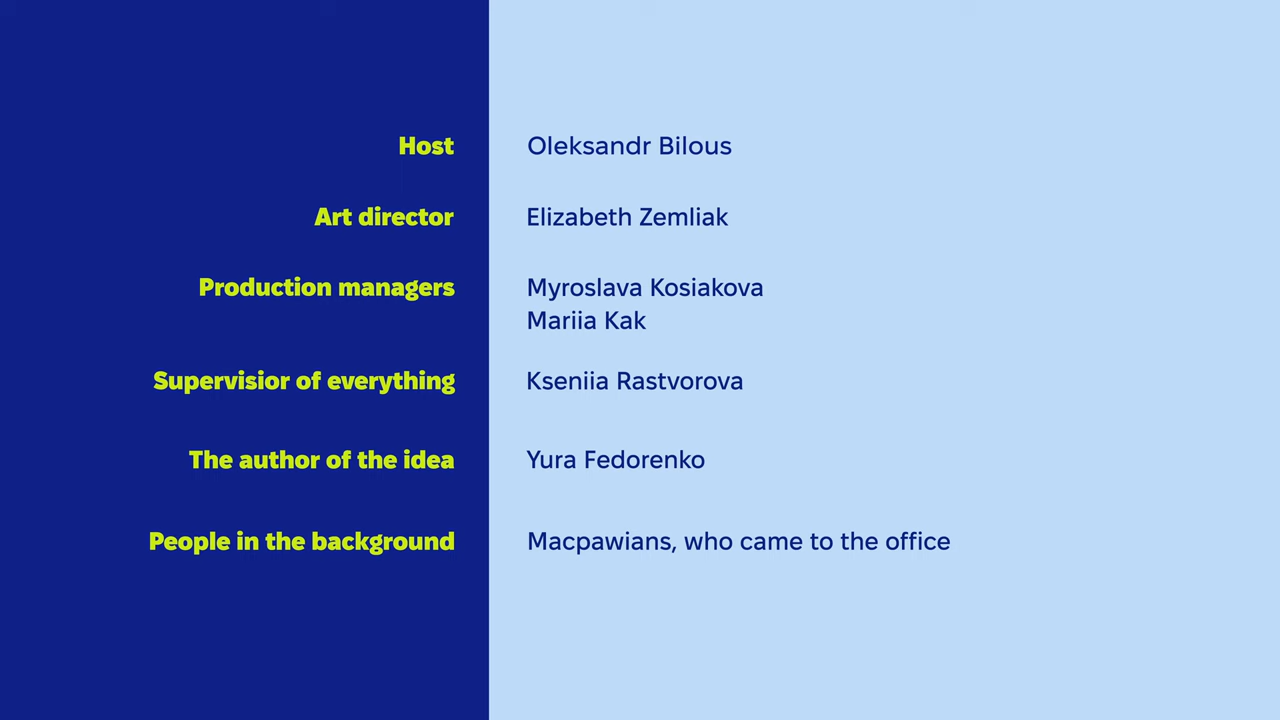 Host Oleksandr Bilous
Art director Elizabeth Zemliak
Production managers Myroslava Kosiakova
Mariia Kak
Supervisior of everything Kseniia Rastvorova
The author of the idea Yura Fedorenko
People in the background Macpawians, who came to the office